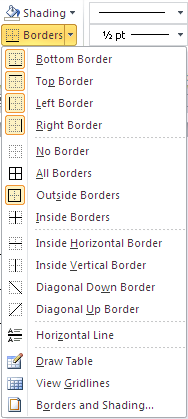 Shading
Borders
½ pt
Bottom Border
Top Border
Left Border
Right Border
No Border
All Borders
Outside Borders
Inside Borders
Inside Horizontal Border
Inside Vertical Border
Diagonal Down Border
Diagonal Up Border
Horizontal Line
Draw Table
View Gridlines
Borders and Shading...